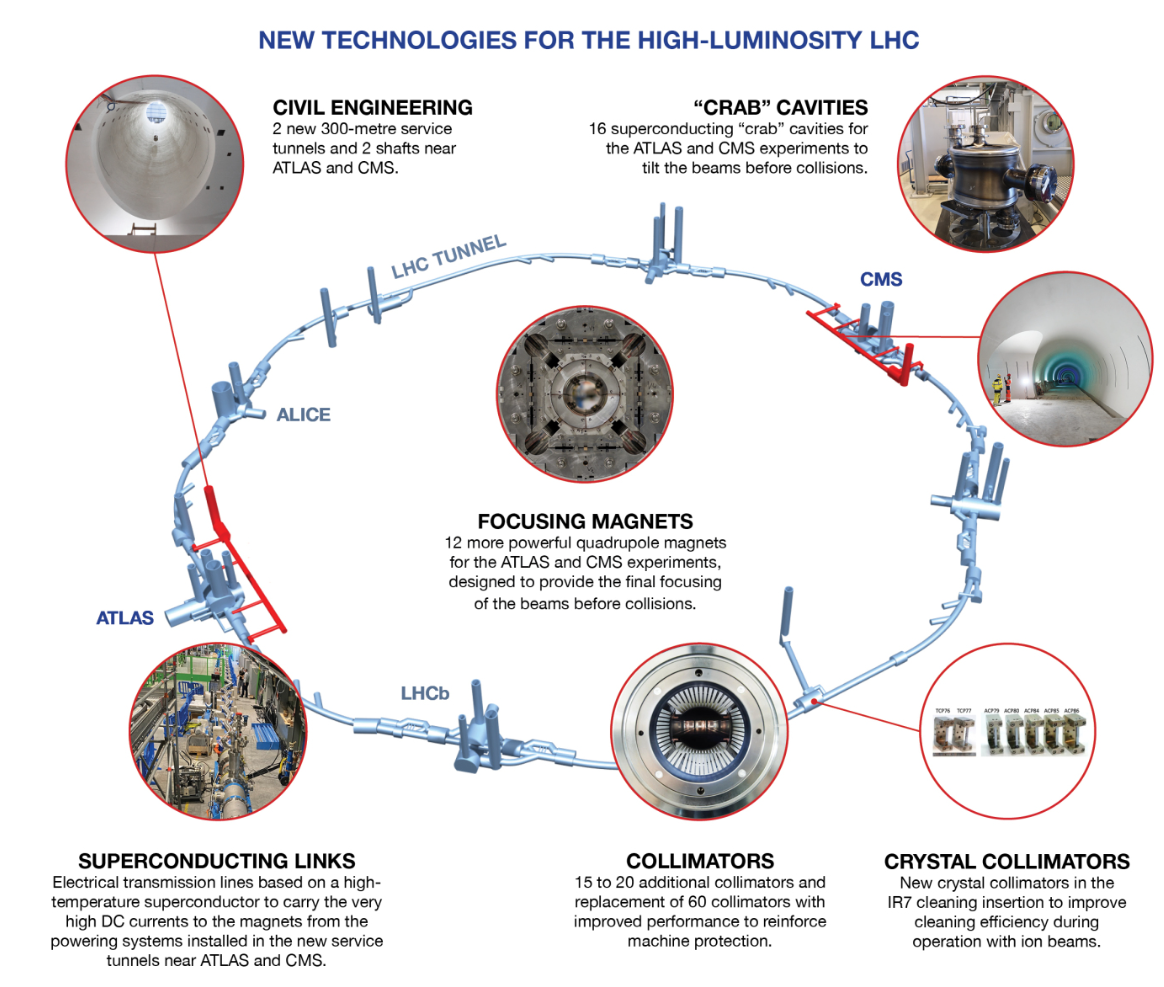 NEW TECHNOLOGIES FOR THE HIGH-LUMINOSITY LHC
CIVIL ENGINEERING
2 new 300-metre service
tunnels and 2 shafts near
ATLAS and CMS.
“CRAB” CAVITIES
16 superconducting “crab” cavities for
the ATLAS and CMS experiments to
tilt the beams before collisions.
LHC TUNNEL
CMS
ALICE
FOCUSING MAGNETS
12 more powerful quadrupole magnets
for the ATLAS and CMS experiments,
designed to provide the final focusing
of the beams before collisions.
ATLAS
LHCb
TCP76 TCP77 ACP79 ACP80 ACP84 ACP85 ACP86
SUPERCONDUCTING LINKS
Electrical transmission lines based on a high-
temperature superconductor to carry the very
high DC currents to the magnets from the
powering systems installed in the new service
tunnels near ATLAS and CMS.
COLLIMATORS
15 to 20 additional collimators and
replacement of 60 collimators with
improved performance to reinforce
machine protection.
CRYSTAL COLLIMATORS
New crystal collimators in the
IR7 cleaning insertion to improve
cleaning efficiency during
operation with ion beams.